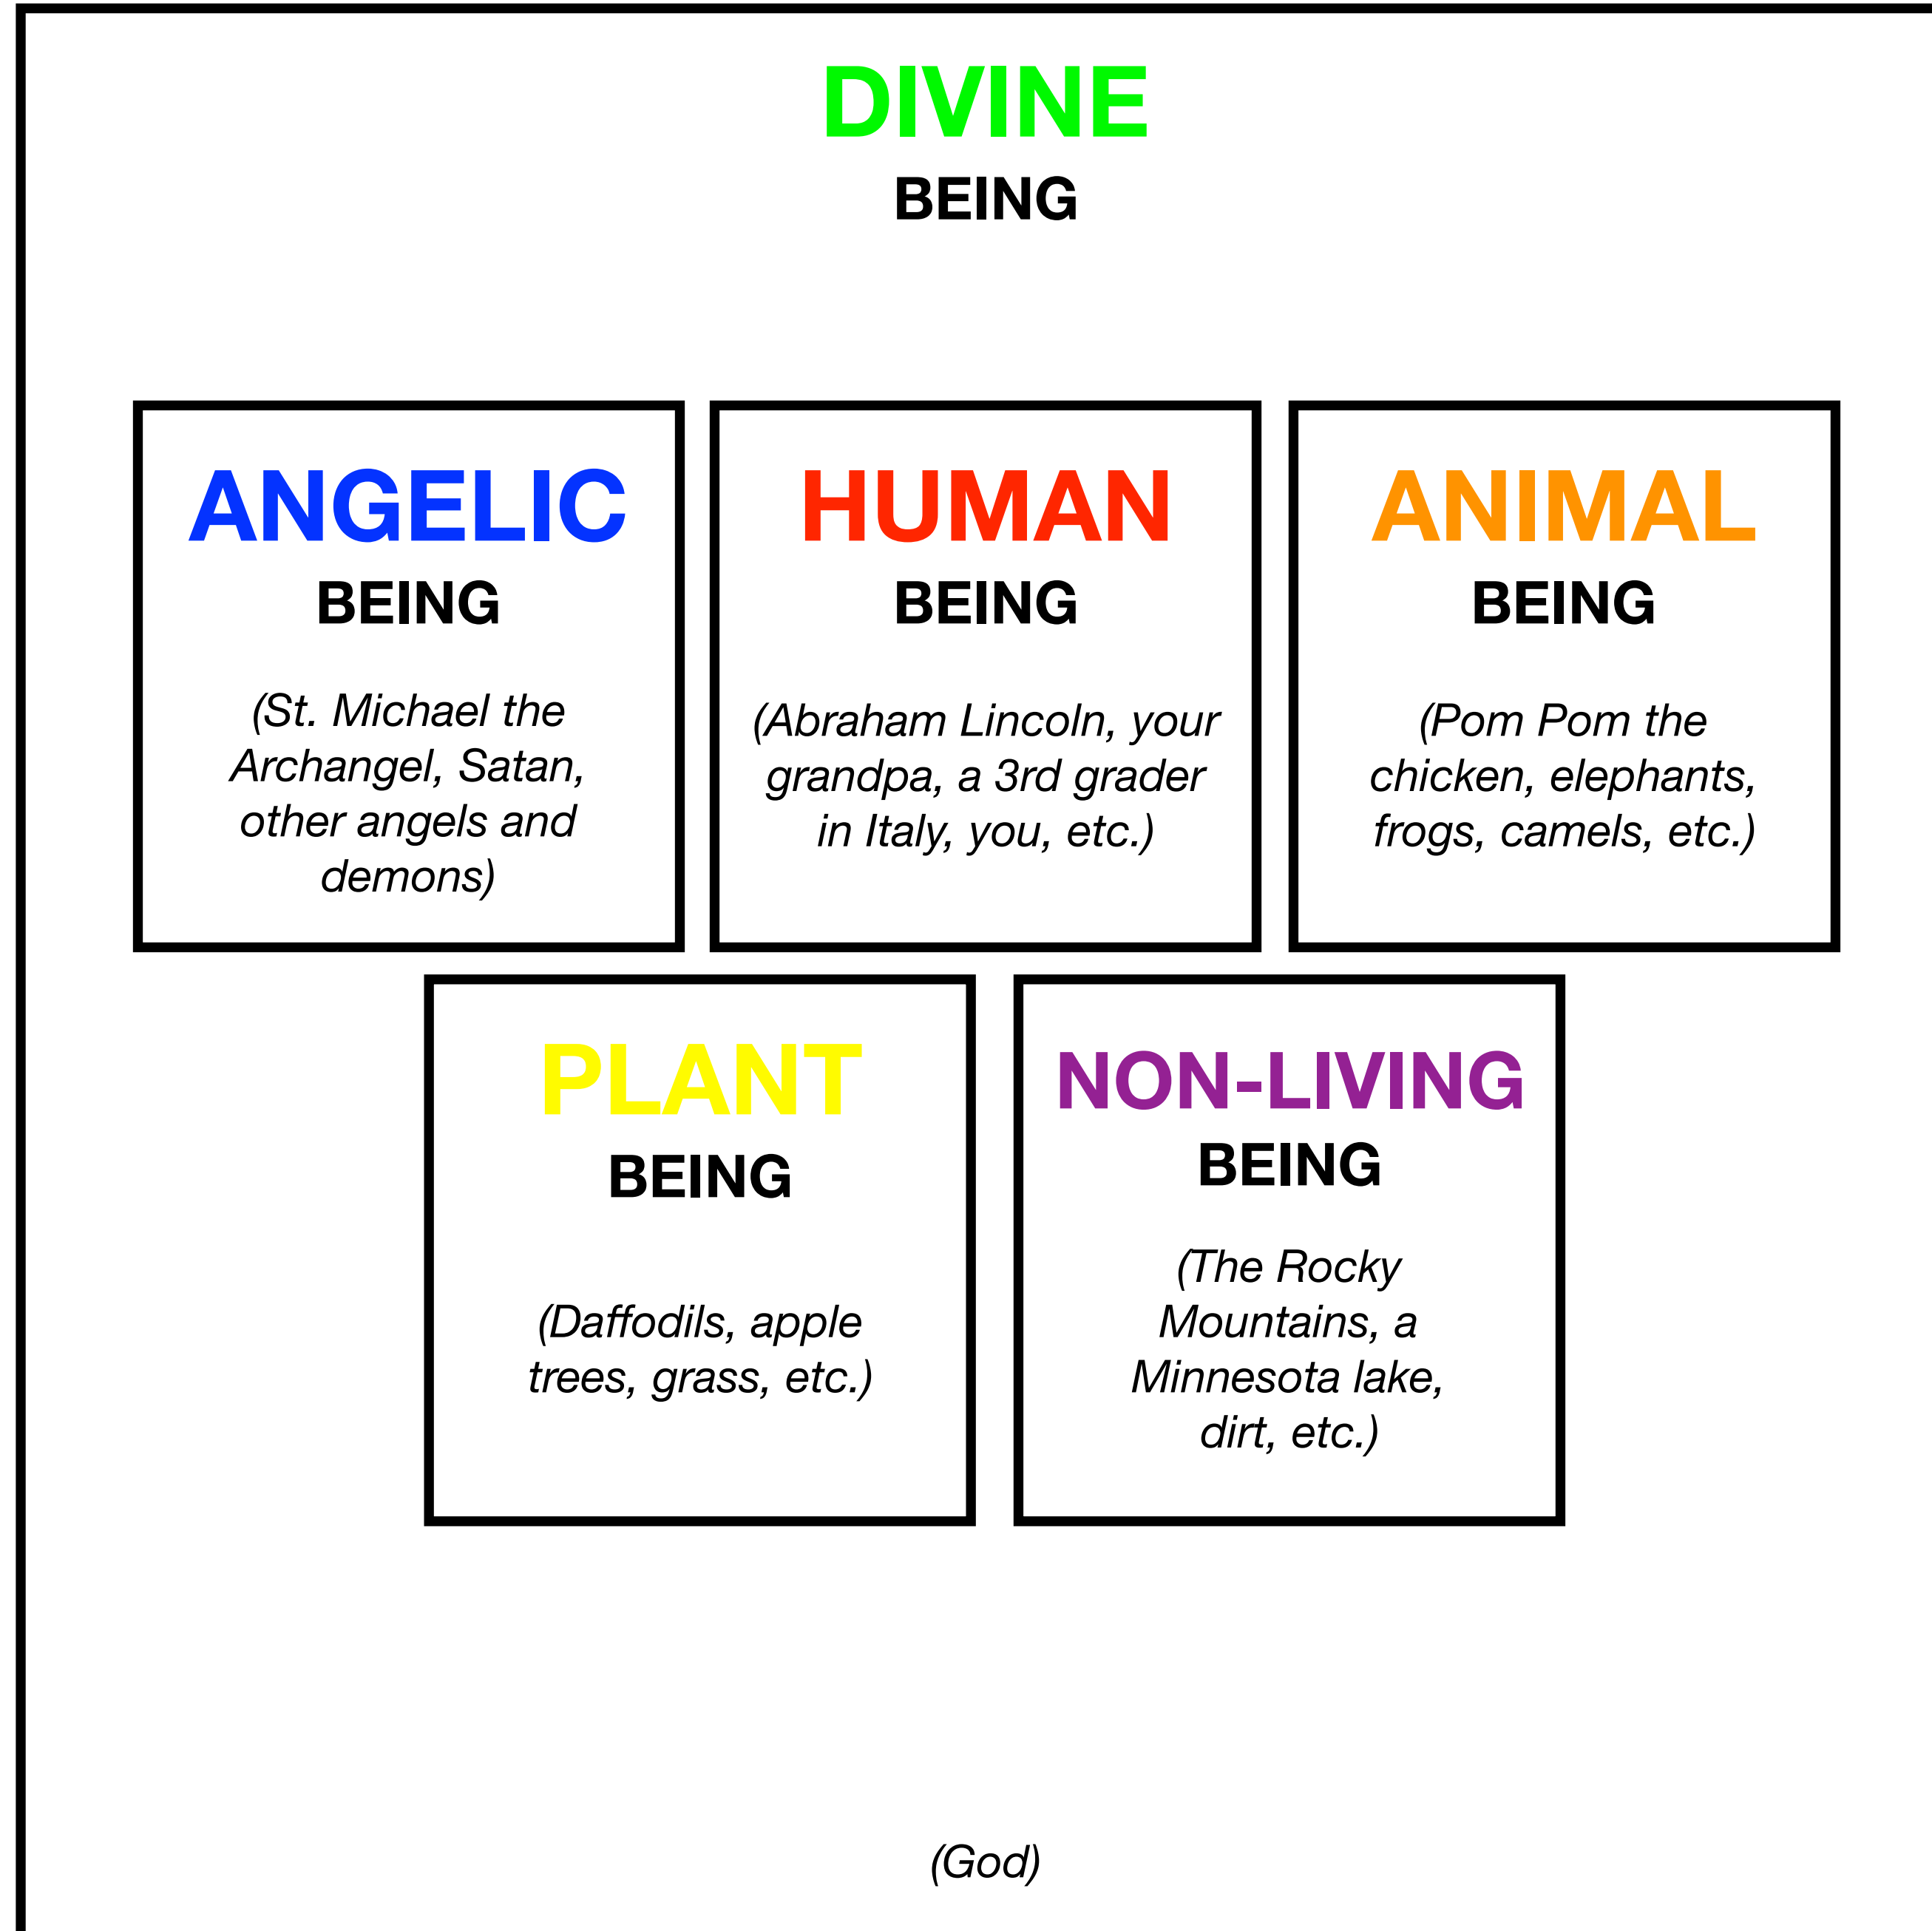 DIVINE
BEING
ANGELIC
BEING
(St. Michael the
Archangel, Satan,
other angels and
demons)
HUMAN
BEING
(Abraham Lincoln, your
grandpa, a 3rd grader
in Italy, you, etc.)
ANIMAL
BEING
(Pom Pom the
chicken, elephants,
frogs, camels, etc.)
PLANT
BEING
(Daffodils, apple
trees, grass, etc.)
NON-LIVING
BEING
(The Rocky
Mountains, a
Minnesota lake,
dirt, etc.)
(God)